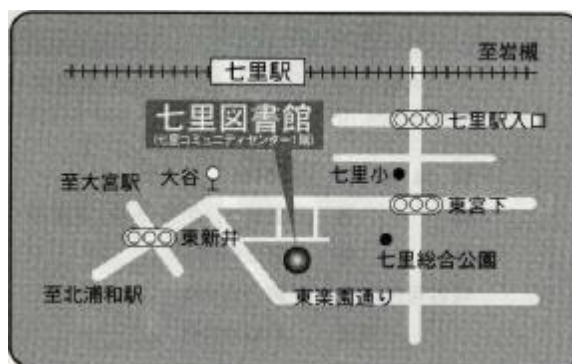 至岩槻
七里駅
七里図書館
(七里コミュニティセンター1階)
七里駅入口
至大宮駅
大谷
七里小
東宮下
東新井
七里総合公園
至北浦和駅
東楽園通り